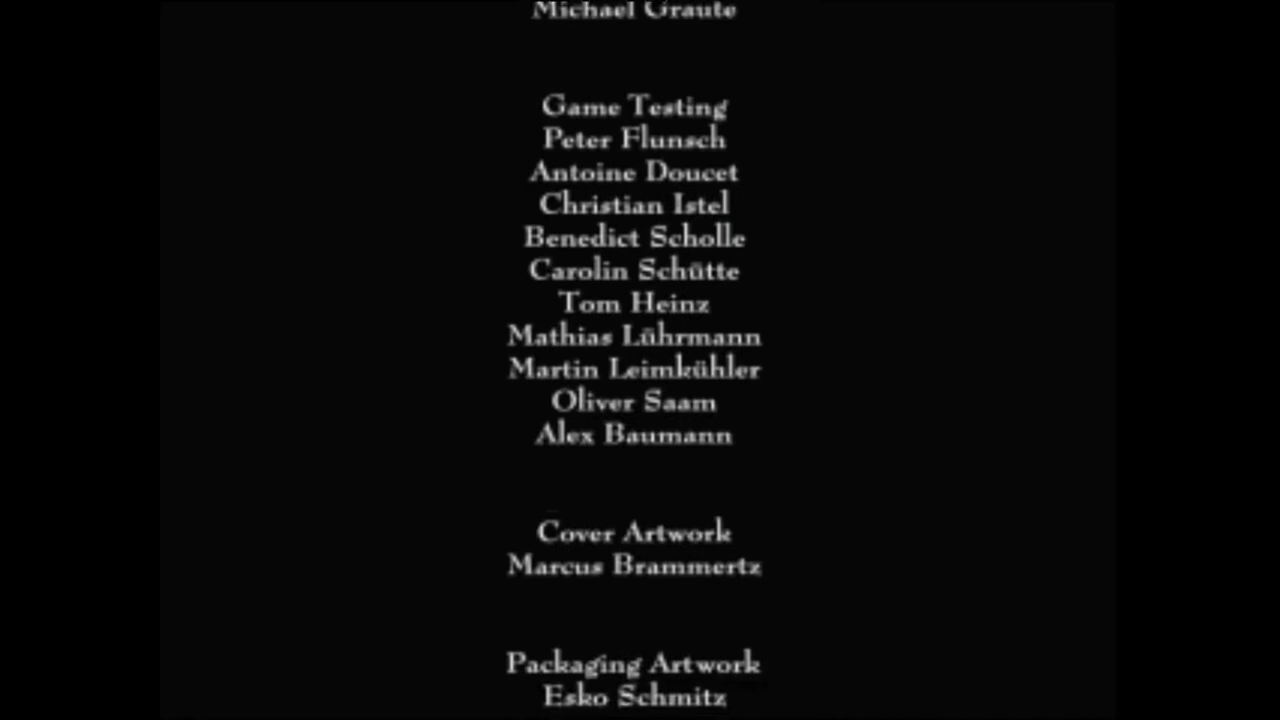 Michael Graute
Game Testing
Peter Flunsch
Antoine Doucet
Christian Istel
Benedict Scholle
Carolin Schütte
Tom Heinz
Mathias Lührmann
Martin Leimkühler
Oliver Saam
Alex Baumann
Cover Artwork
Marcus Brammertz
Packaging Artwork
Esko Schmitz